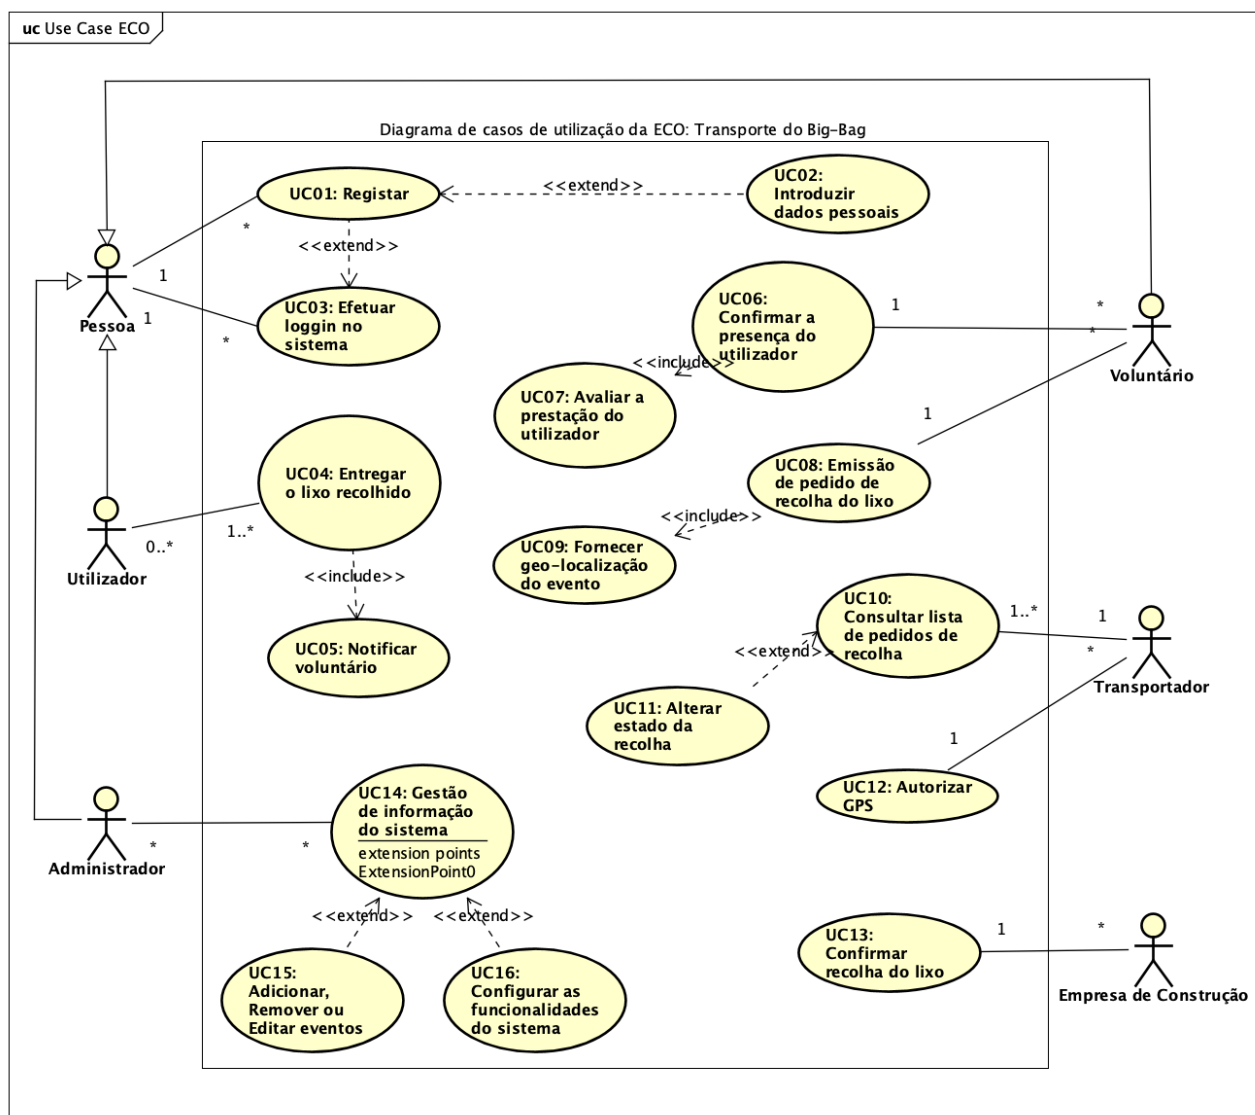 uc Use Case ECO
Diagrama de casos de utilização da ECO: Transporte do Big-Bag
UC01: Registar
<<extend>>
UC02:
Introduzir
dados pessoais
*
<<extend>>
1
Pessoa
1
*
UC03: Efetuar
loggin no
sistema
UC06:
Confirmar a
presença do
utilizador
1
*
*
Voluntário
<<include>>
UC07: Avaliar a
prestação do
utilizador
1
UC04: Entregar
o lixo recolhido
UC08: Emissão
de pedido de
recolha do lixo
Utilizador
0..*
1..*
<<include>>
UC09: Fornecer
geo-localização
do evento
<<include>>
UC05: Notificar
voluntário
UC10:
Consultar lista
de pedidos de
recolha
1..*
1
*
Transportador
<<extend>>
UC11: Alterar
estado da
recolha
1
UC12: Autorizar
GPS
Administrador
*
*
UC14: Gestão
de informação
do sistema
extension points
ExtensionPoint0
<<extend>>
<<extend>>
UC15:
Adicionar,
Remover ou
Editar eventos
UC16:
Configurar as
funcionalidades
do sistema
UC13:
Confirmar
recolha do lixo
1
*
Empresa de Construção